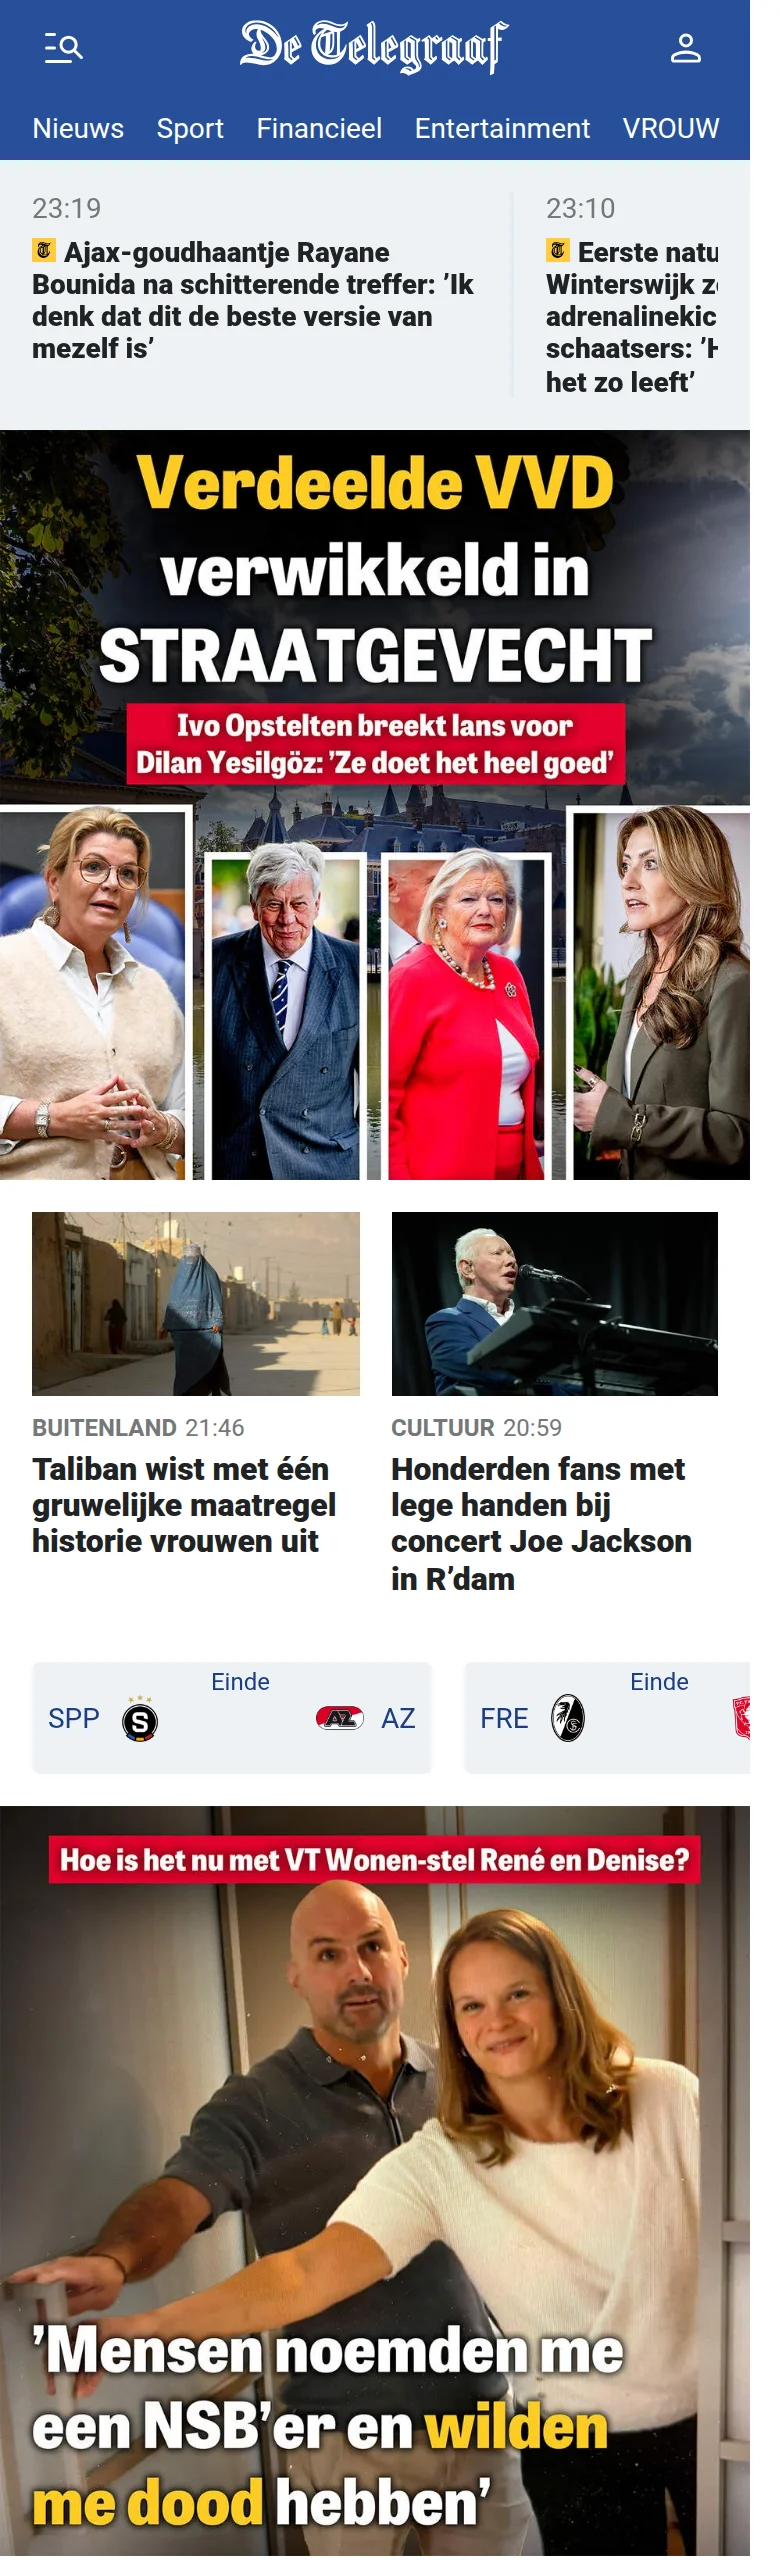 De Telegraaf
Nieuws Sport Financieel Entertainment VROUW
23:19
Ajax-goudhaantje Rayane
Bounida na schitterende treffer: ’Ik
denk dat dit de beste versie van
mezelf is’
23:10
Eerste natu
Winterswijk z
adrenalinekic
schaatsers: ’H
het zo leeft’
Verdeelde VVD
verwikkeld in
STRAATGEVECHT
Ivo Opstelten breekt lans voor
Dilan Yesilgöz: ’Ze doet het heel goed’
BUITENLAND 21:46
Taliban wist met één
gruwelijke maatregel
historie vrouwen uit
CULTUUR 20:59
Honderden fans met
lege handen bij
concert Joe Jackson
in R’dam
Einde
SPP S AZ AZ
Einde
FRE
Hoe is het nu met VT Wonen-stel René en Denise?
’Mensen noemden me
een NSB’er en wilden
me dood hebben’